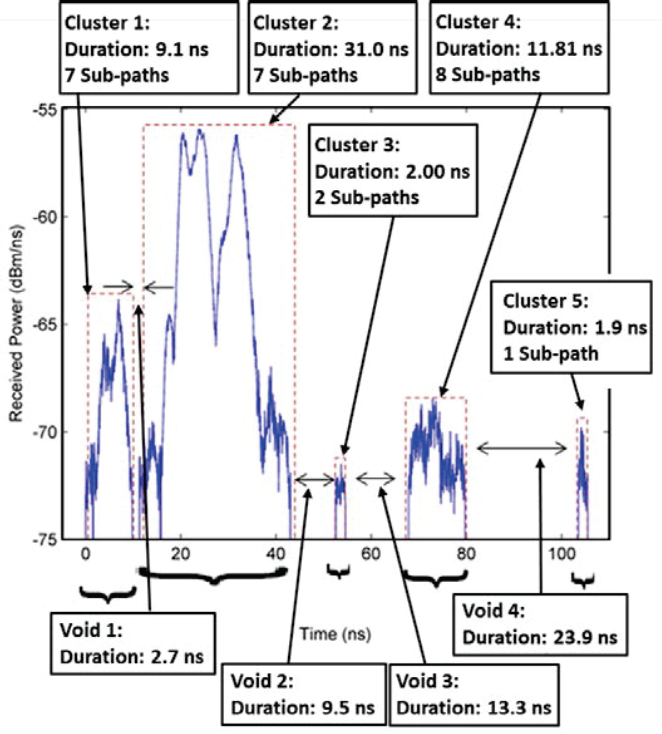 Cluster 1:
Duration: 9.1 ns
7 Sub-paths
Cluster 2:
Duration: 31.0 ns
7 Sub-paths
Cluster 4:
Duration: 11.81 ns
8 Sub-paths
Cluster 3:
Duration: 2.00 ns
2 Sub-paths
Cluster 5:
Duration: 1.9 ns
1 Sub-path
Received Power (dBm/ns)
-55
-60
-65
-70
-75
0 20 40 60 80 100
Time (ns)
Void 1:
Duration: 2.7 ns
Void 2:
Duration: 9.5 ns
Void 3:
Duration: 13.3 ns
Void 4:
Duration: 23.9 ns